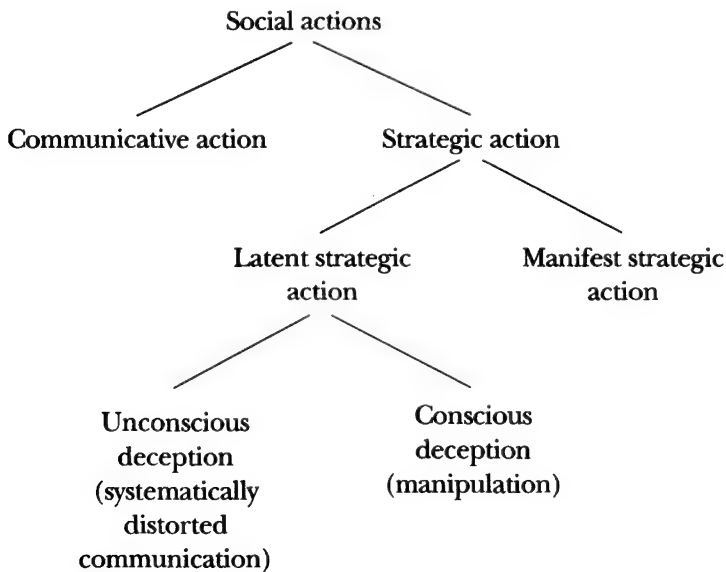 Social actions
Communicative action
Strategic action
Latent strategic
action
Manifest strategic
action
Unconscious
deception
(systematically
distorted
communication)
Conscious
deception
(manipulation)